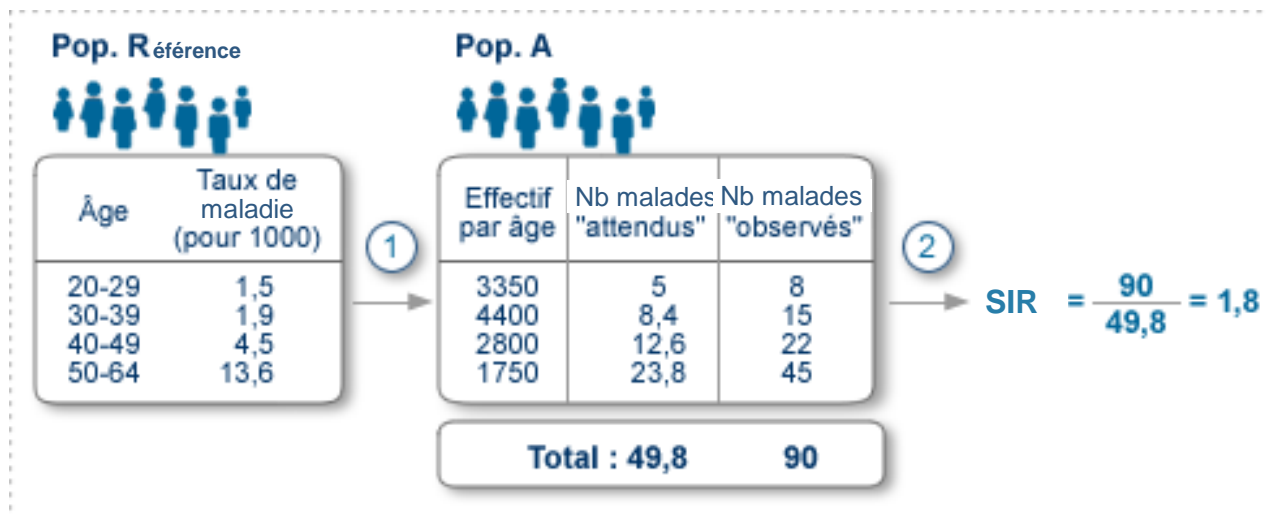 Pop. Référence
Pop. A
Âge
Taux de
maladie
(pour 1000)
20-29 1,5
30-39 1,9
40-49 4,5
50-64 13,6
1
Effectif
par âge
Nb malades
"attendus"
Nb malades
"observés"
3350 5 8
4400 8,4 15
2800 12,6 22
1750 23,8 45
Total : 49,8 90
2
SIR = 90 / 49,8 = 1,8